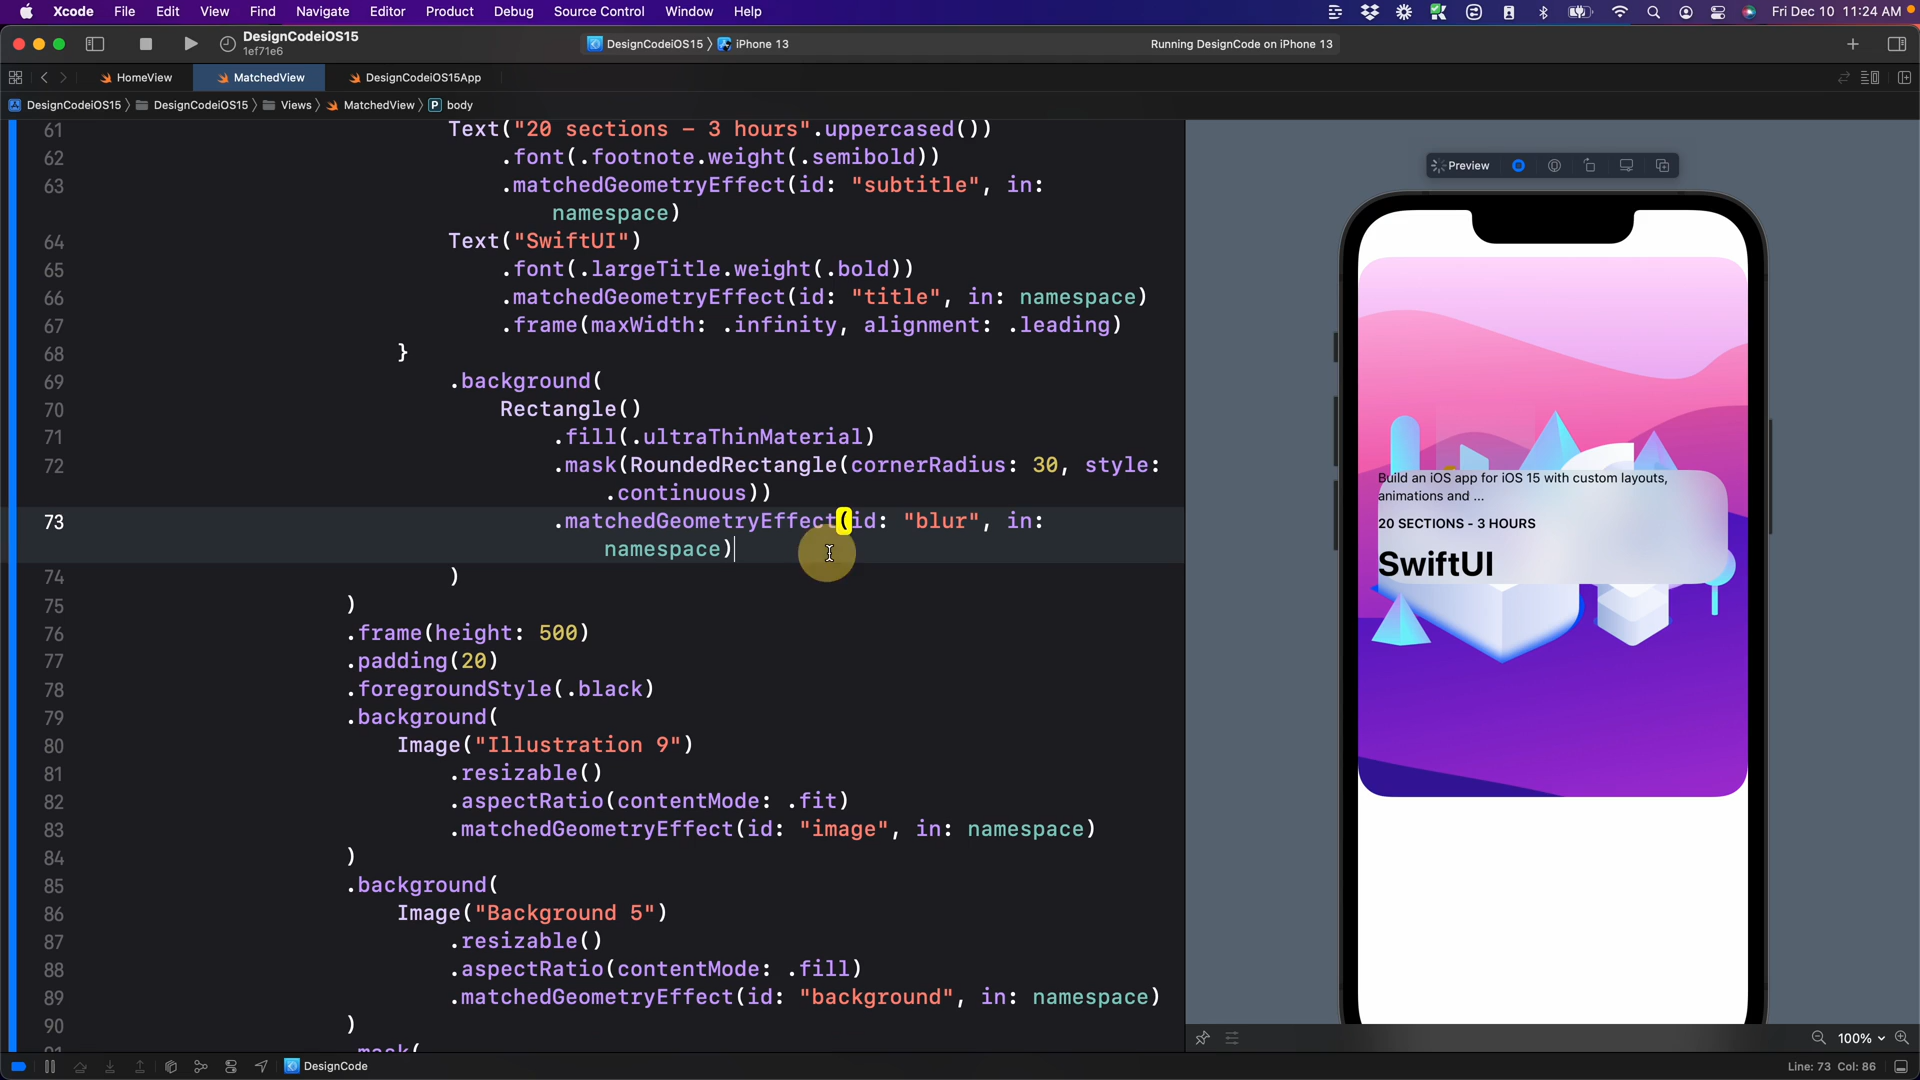 Xcode File Edit View Find Navigate Editor Product Debug Source Control Window Help Fri Dec 10 11:24 AM
DesignCodeiOS15
1ef71e6
DesignCodeiOS15 〉 iPhone 13
Running DesignCode on iPhone 13
HomeView MatchedView DesignCodeiOS15App
DesignCodeiOS15 〉 DesignCodeiOS15 〉 Views 〉 MatchedView 〉 P body
61 Text("20 sections - 3 hours".uppercased())
62 .font(.footnote.weight(.semibold))
63 .matchedGeometryEffect(id: "subtitle", in:
namespace)
64 Text("SwiftUI")
65 .font(.largeTitle.weight(.bold))
66 .matchedGeometryEffect(id: "title", in: namespace)
67 .frame(maxWidth: .infinity, alignment: .leading)
68 }
69 .background(
70 Rectangle()
71 .fill(.ultraThinMaterial)
72 .mask(RoundedRectangle(cornerRadius: 30, style:
.continuous))
73 .matchedGeometryEffect(id: "blur", in:
namespace)
74 )
75 )
76 .frame(height: 500)
77 .padding(20)
78 .foregroundStyle(.black)
79 .background(
80 Image("Illustration 9")
81 .resizable()
82 .aspectRatio(contentMode: .fit)
83 .matchedGeometryEffect(id: "image", in: namespace)
84 )
85 .background(
86 Image("Background 5")
87 .resizable()
88 .aspectRatio(contentMode: .fill)
89 .matchedGeometryEffect(id: "background", in: namespace)
90 )
91 .mask(
Preview
Build an iOS app for iOS 15 with custom layouts,
animations and ...
20 SECTIONS - 3 HOURS
SwiftUI
100%
DesignCode
Line: 73 Col: 86